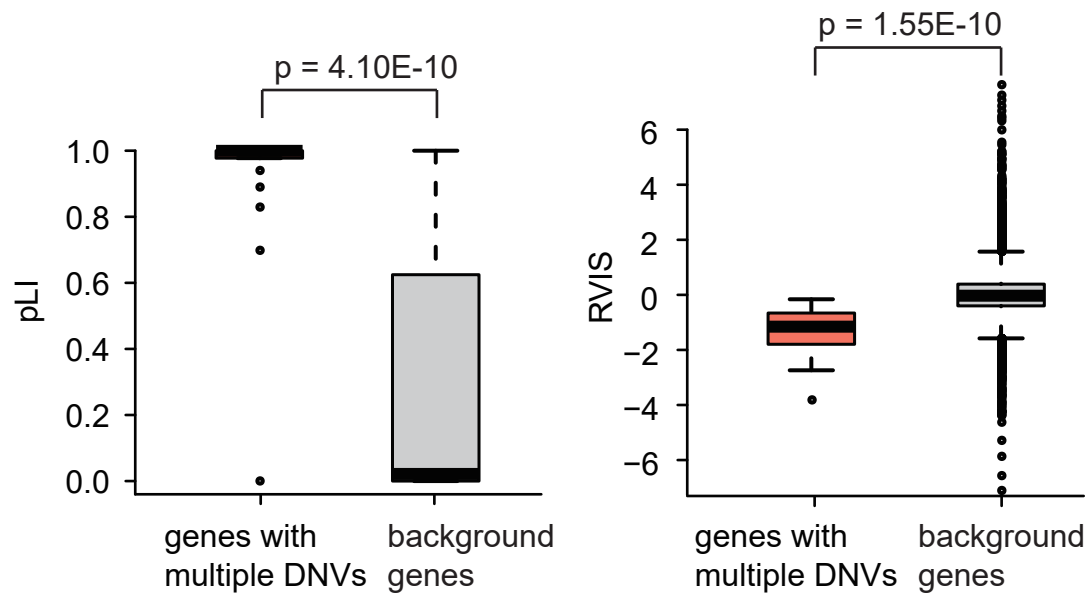 p = 4.10E-10
pLI
1.0
0.8
0.6
0.4
0.2
0.0
genes with
multiple DNVs
background
genes
p = 1.55E-10
RVIS
6
4
2
0
−2
−4
−6
genes with
multiple DNVs
background
genes